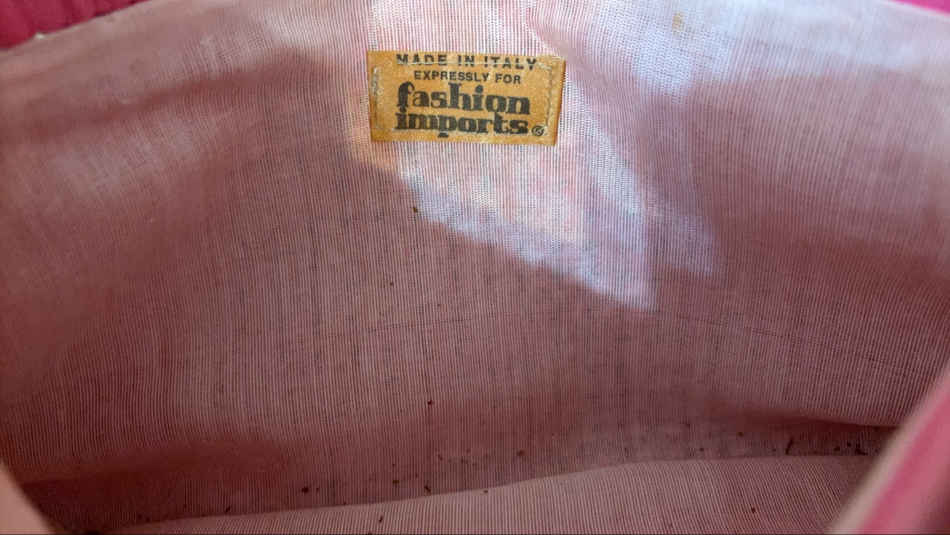 MADE IN ITALY
EXPRESSLY FOR
fashion
imports